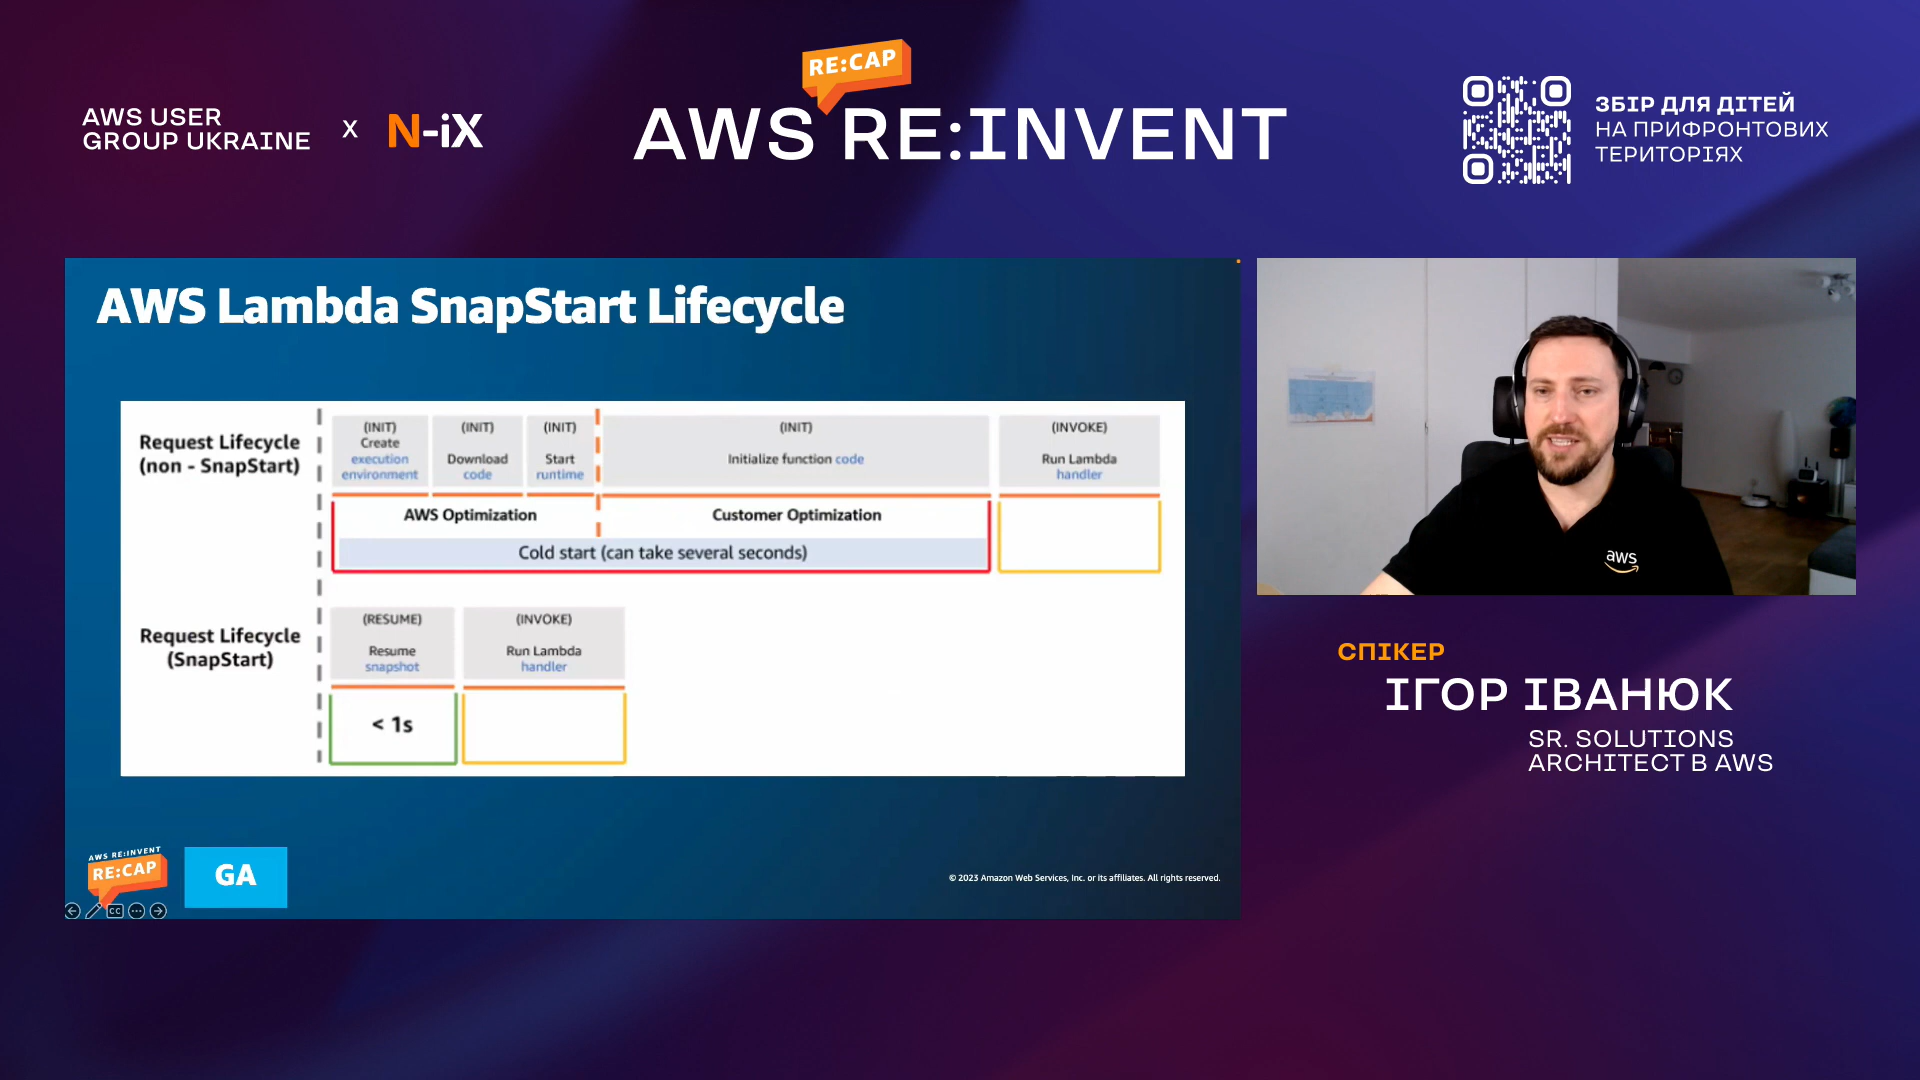 AWS USER
GROUP UKRAINE
X
N-iX
RE:CAP
AWS RE:INVENT
ЗБІР ДЛЯ ДІТЕЙ
НА ПРИФРОНТОВИХ
ТЕРИТОРІЯХ
AWS Lambda SnapStart Lifecycle
Request Lifecycle
(non - SnapStart)
(INIT)
Create
execution
environment
(INIT)
Download
code
(INIT)
Start
runtime
(INIT)
Initialize function code
(INVOKE)
Run Lambda
handler
AWS Optimization
Customer Optimization
Cold start (can take several seconds)
Request Lifecycle
(SnapStart)
(RESUME)
Resume
snapshot
(INVOKE)
Run Lambda
handler
< 1s
AWS RE:INVENT
RE:CAP
GA
CC
© 2023 Amazon Web Services, Inc. or its affiliates. All rights reserved.
aws
СПІКЕР
ІГОР ІВАНЮК
SR. SOLUTIONS
ARCHITECT В AWS